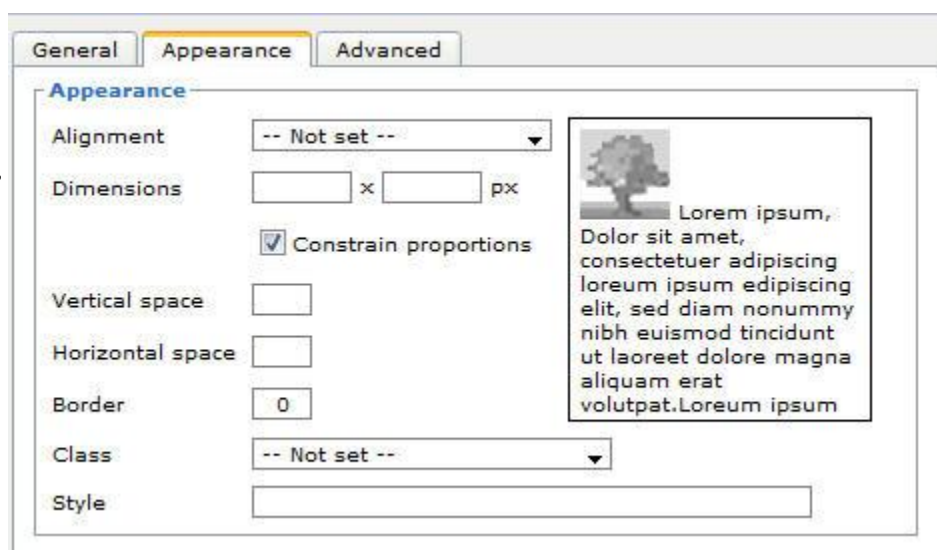 General Appearance Advanced
Appearance
Alignment -- Not set --
Dimensions x px
Constrain proportions
Vertical space
Horizontal space
Border 0
Class -- Not set --
Style
Lorem ipsum,
Dolor sit amet,
consectetuer adipiscing
loreum ipsum edipiscing
elit, sed diam nonummy
nibh euismod tincidunt
ut laoreet dolore magna
aliquam erat
volutpat.Loreum ipsum